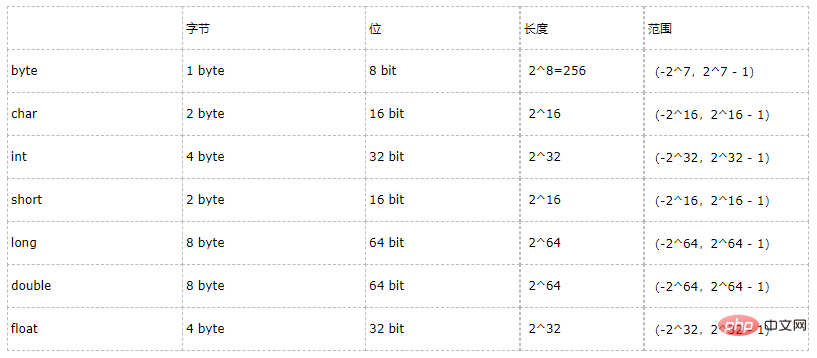 字节 位 长度 范围
byte 1 byte 8 bit 2^8=256 (-2^7，2^7 - 1)
char 2 byte 16 bit 2^16 (-2^16，2^16 - 1)
int 4 byte 32 bit 2^32 (-2^32，2^32 - 1)
short 2 byte 16 bit 2^16 (-2^16，2^16 - 1)
long 8 byte 64 bit 2^64 (-2^64，2^64 - 1)
double 8 byte 64 bit 2^64 (-2^64，2^64 - 1)
float 4 byte 32 bit 2^32 (-2^32，2^32 - 1)
php 中文网